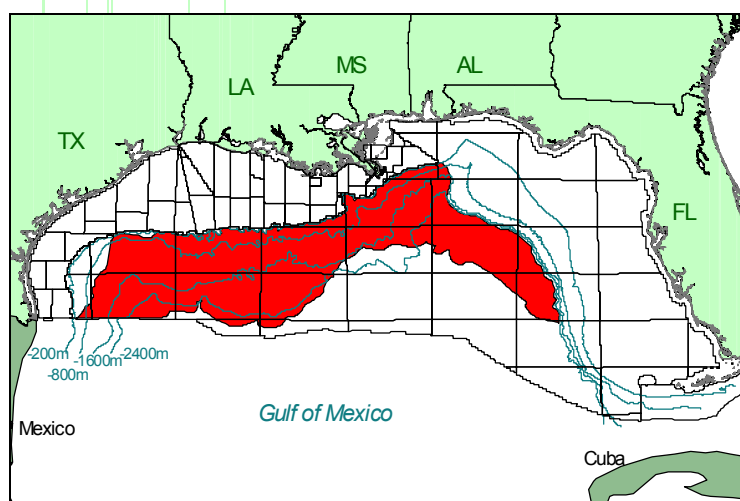 MS
AL
LA
TX
FL
-200m
-1600m
-2400m
-800m
Gulf of Mexico
Mexico
Cuba